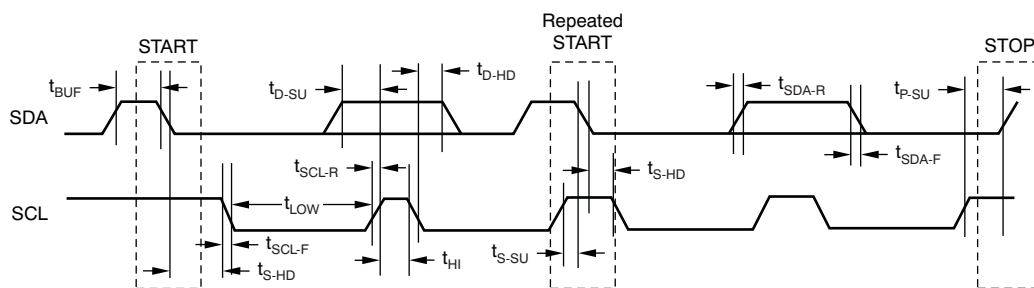 Repeated
START
START
STOP
tBUF
tD-SU
tD-HD
tSDA-R
tP-SU
SDA
tSCL-R
tS-HD
tSDA-F
SCL
tLOW
tSCL-F
tS-HD
tHI
tS-SU